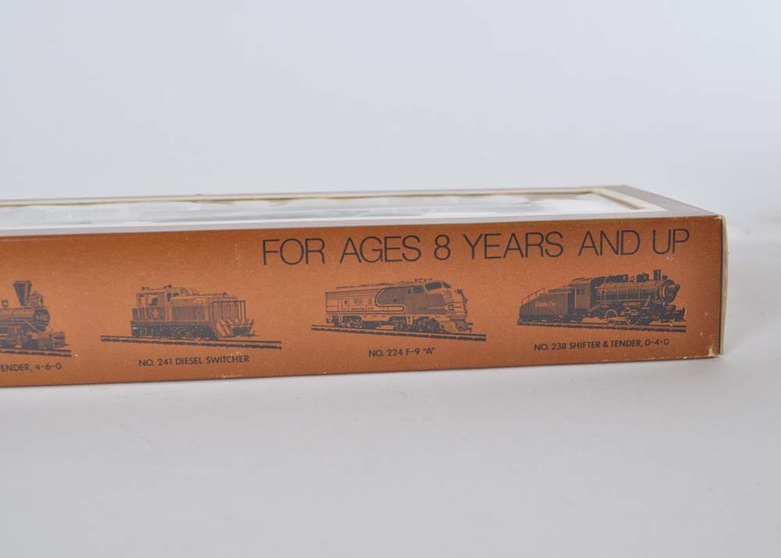 FOR AGES 8 YEARS AND UP
ENDER, 4-6-0
NO. 241 DIESEL SWITCHER
NO. 224 F-9 "A"
NO. 238 SHIFTER & TENDER, 0-4-0